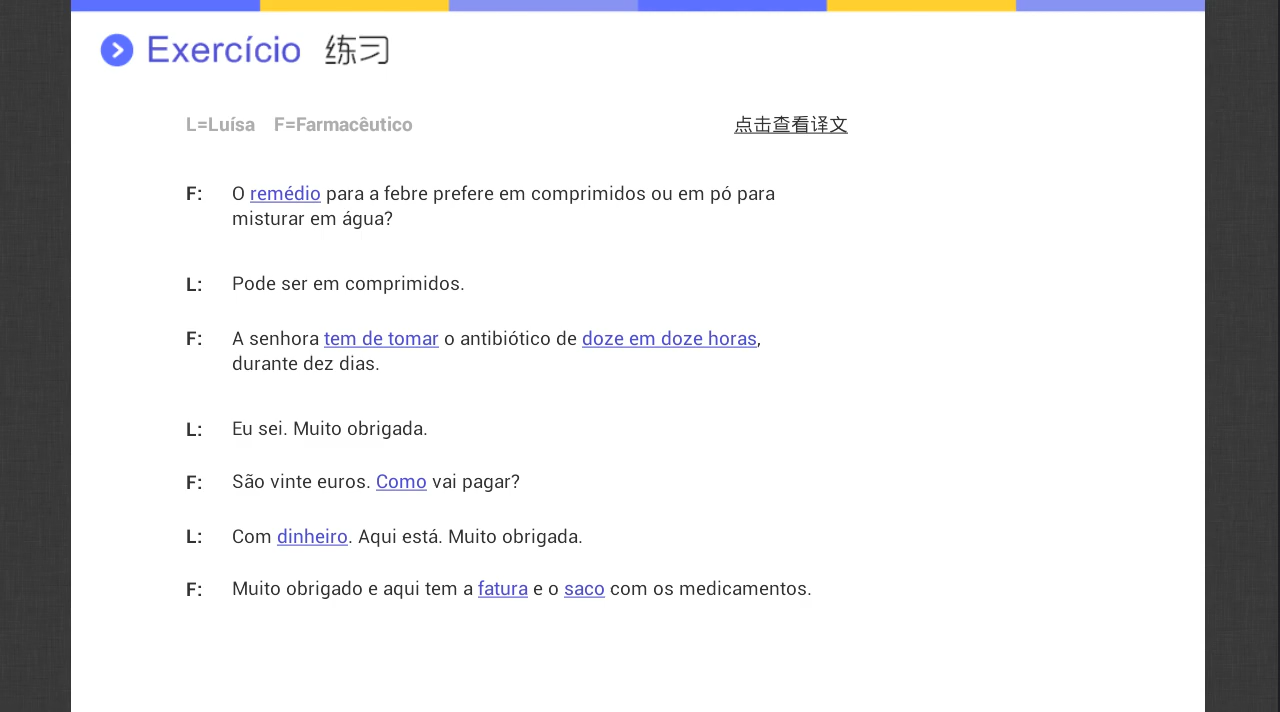 Exercício 练习
L=Luísa F=Farmacêutico 点击查看译文
F: O remédio para a febre prefere em comprimidos ou em pó para
misturar em água?
L: Pode ser em comprimidos.
F: A senhora tem de tomar o antibiótico de doze em doze horas,
durante dez dias.
L: Eu sei. Muito obrigada.
F: São vinte euros. Como vai pagar?
L: Com dinheiro. Aqui está. Muito obrigada.
F: Muito obrigado e aqui tem a fatura e o saco com os medicamentos.